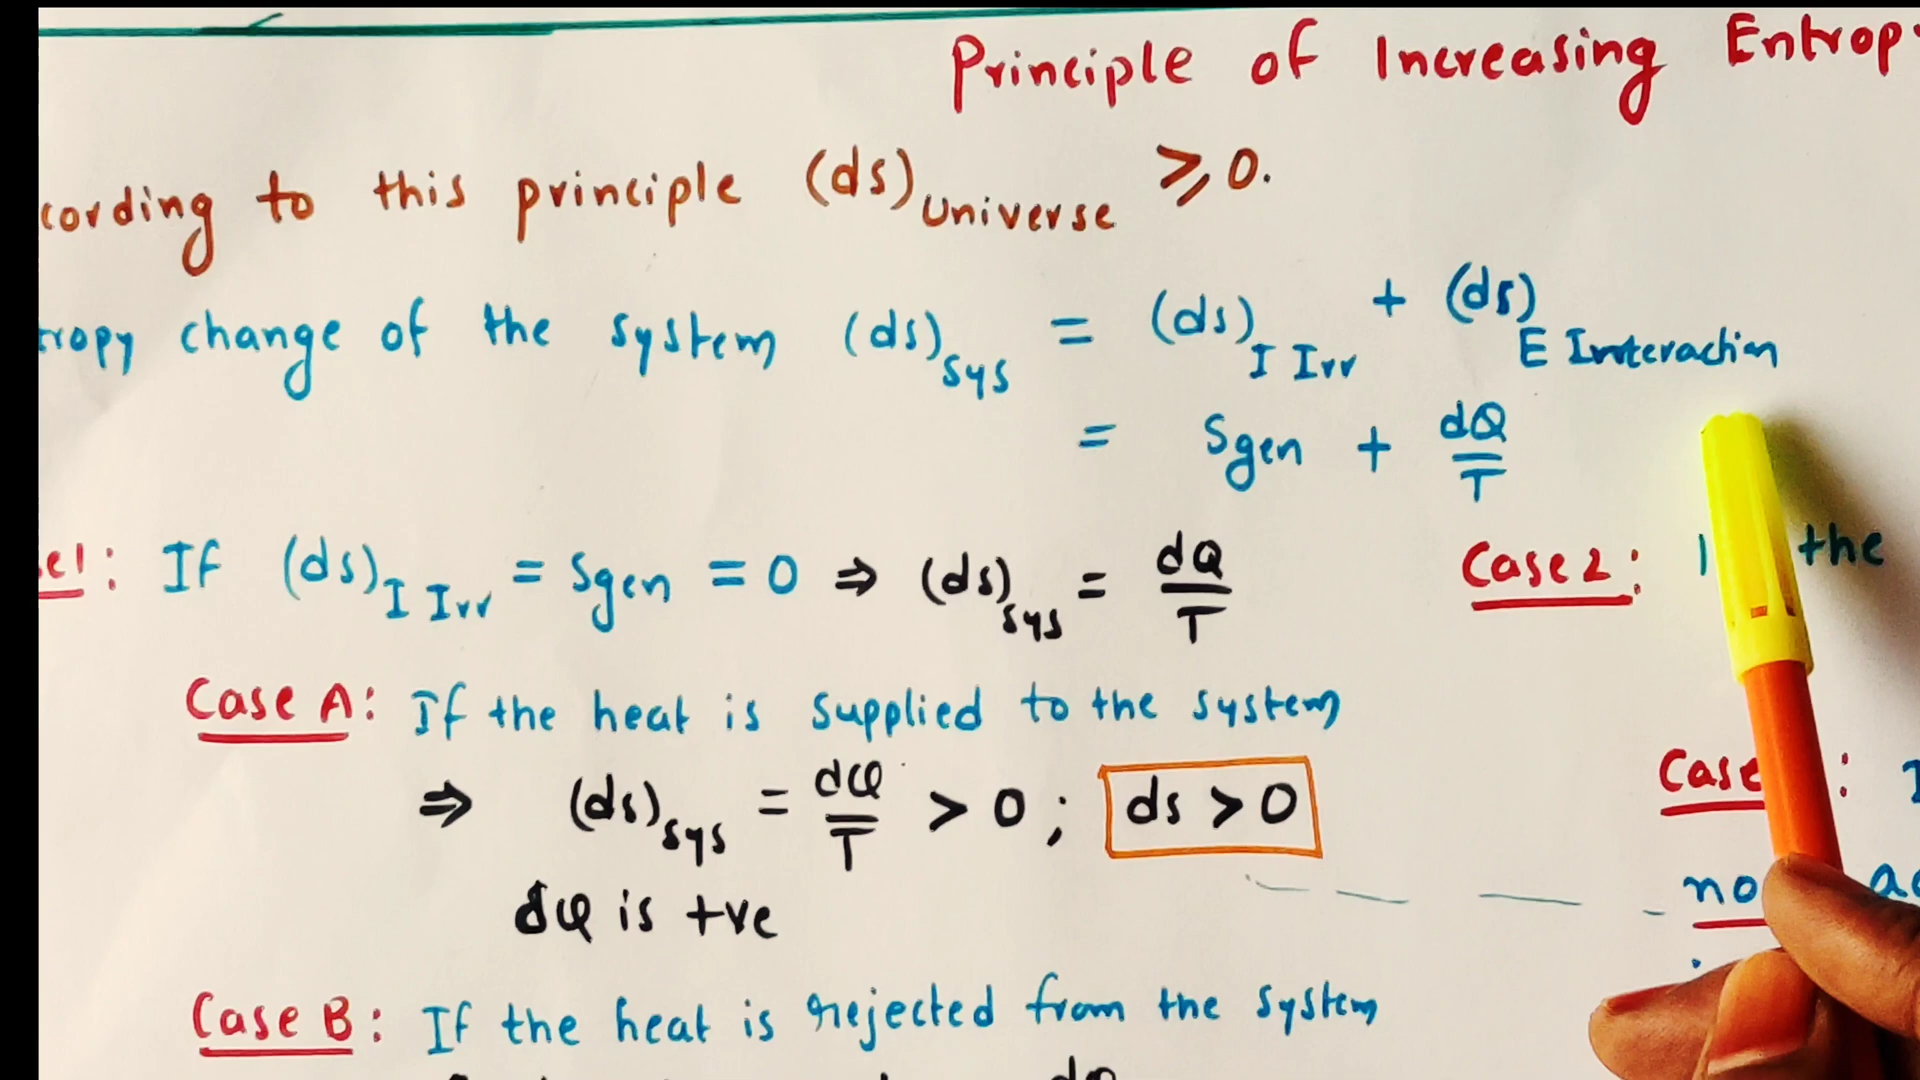 Principle of Increasing Entrop
cording to this principle (ds)Universe ⩾ 0.
ropy change of the system (ds)sys = (ds)I Irr + (ds)E Interaction
= Sgen + dQ/T
se1: If (ds)I Irr = Sgen = 0 ⇒ (ds)sys = dQ/T
Case 2: the
Case A: If the heat is supplied to the system
⇒ (ds)sys = dQ/T > 0 ; ds > 0
dQ is +ve
Case : I
no
Case B: If the heat is rejected from the system
dQ